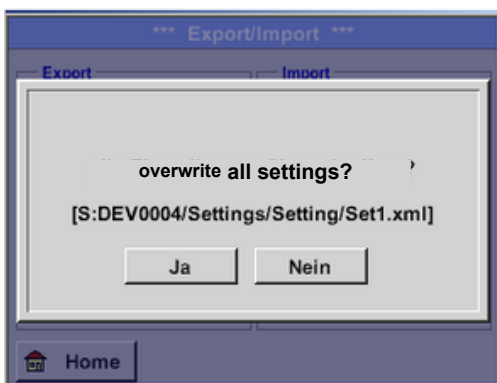 *** Export/Import ***
Export Import
overwrite all settings?
[S:DEV0004/Settings/Setting/Set1.xml]
Ja Nein
Home